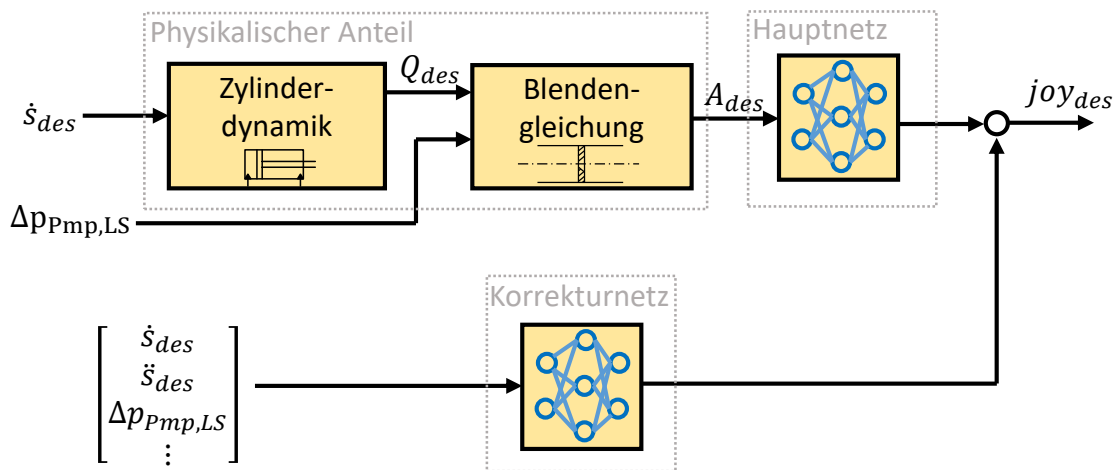 Physikalischer Anteil
Hauptnetz
Zylinder-
dynamik
Q_des
Blenden-
gleichung
A_des
joy_des
ṡ_des
Δp_Pmp,LS
Korrekturnetz
ṡ_des
s̈_des
Δp_Pmp,LS
⋮